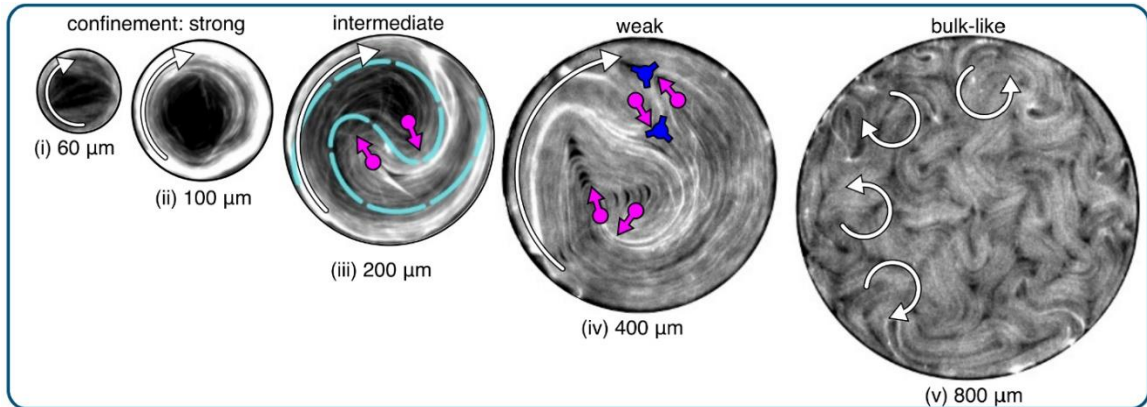 confinement: strong
intermediate
weak
bulk-like
(i) 60 μm
(ii) 100 μm
(iii) 200 μm
(iv) 400 μm
(v) 800 μm